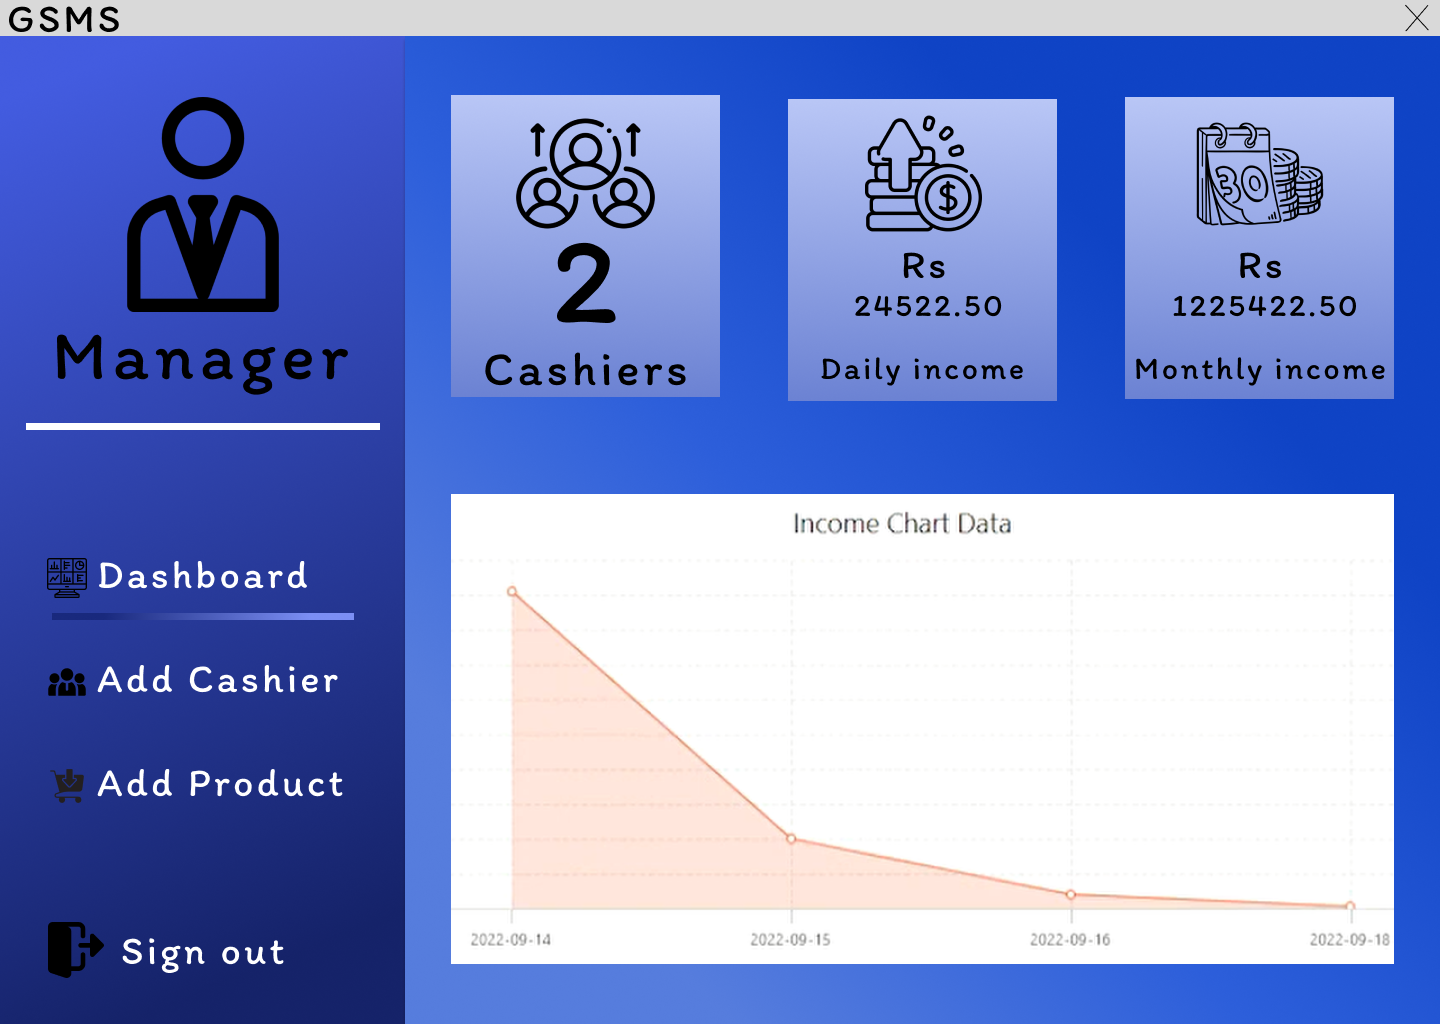 GSMS
Manager
Dashboard
Add Cashier
Add Product
Sign out
2
Cashiers
Rs
24522.50
Daily income
30
Rs
1225422.50
Monthly income
Income Chart Data
2022-09-14
2022-09-15
2022-09-16
2022-09-18